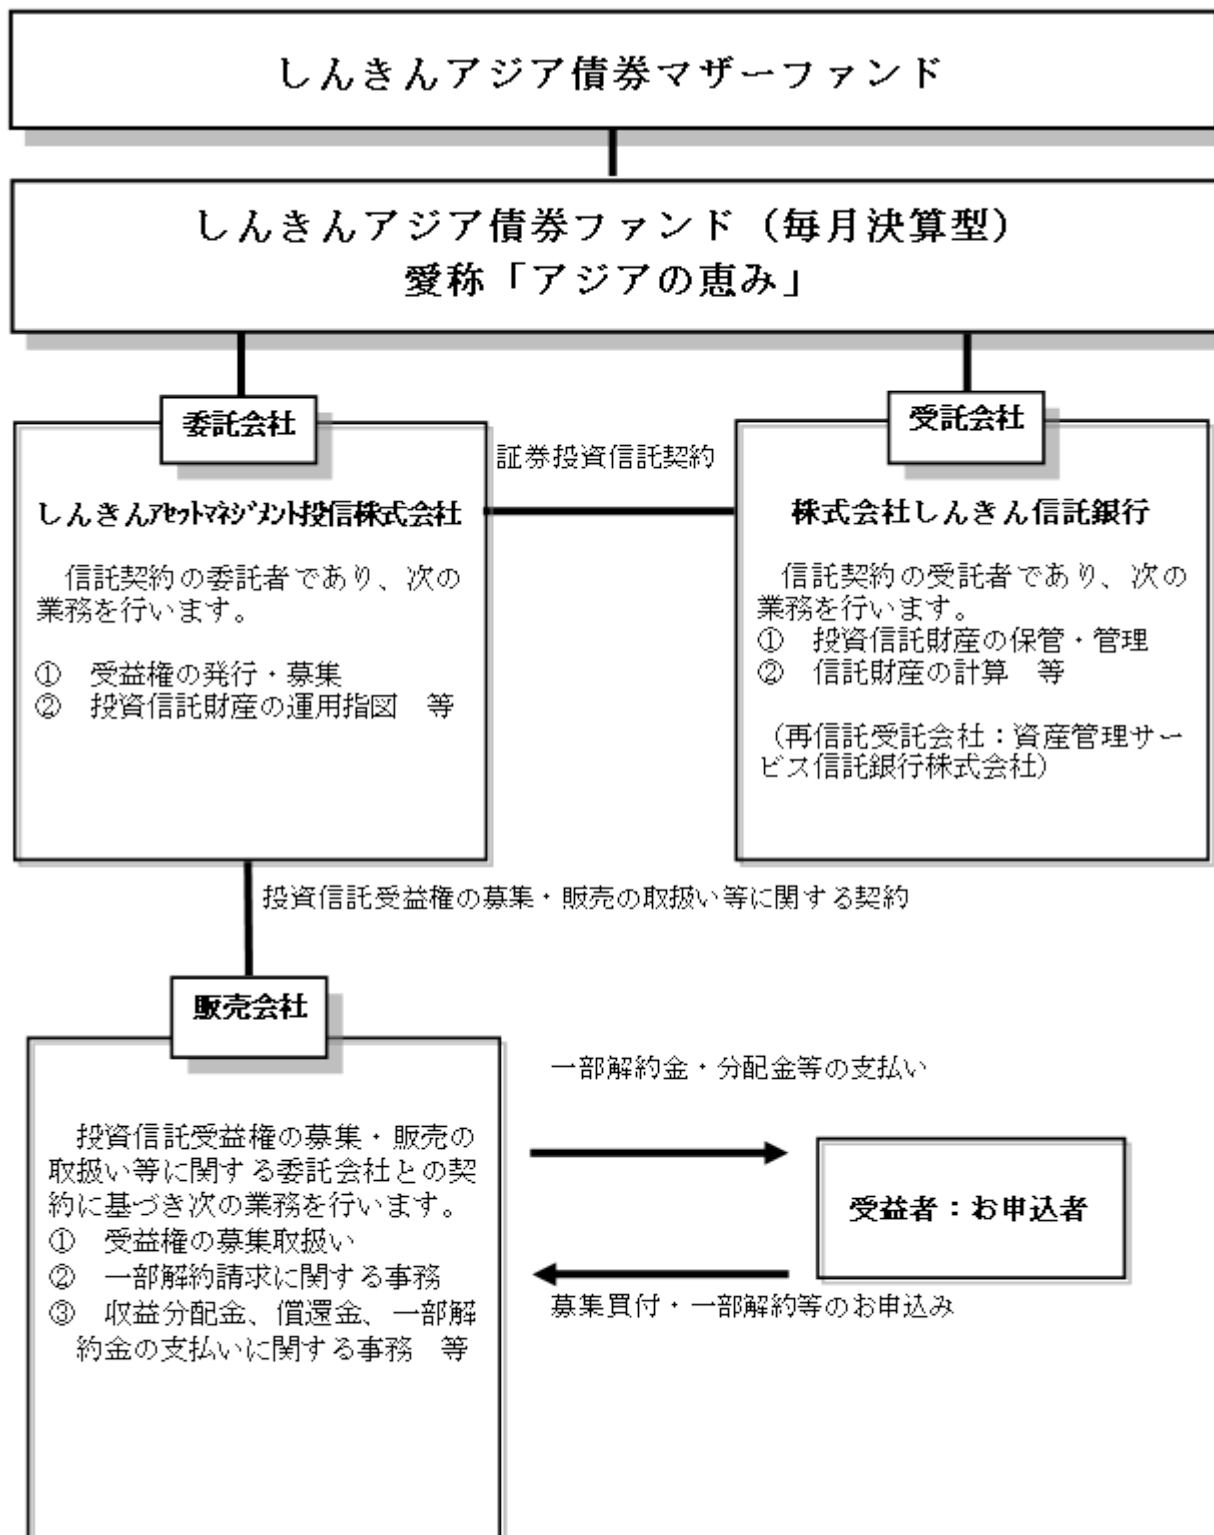 しんきんアジア債券マザーファンド
しんきんアジア債券ファンド（毎月決算型）
愛称「アジアの恵み」
委託会社
受託会社
証券投資信託契約
しんきんｱｾｯﾄﾏﾈｼﾞﾒﾝﾄ投信株式会社
信託契約の委託者であり、次の
業務を行います。
①　受益権の発行・募集
②　投資信託財産の運用指図　等
株式会社しんきん信託銀行
信託契約の受託者であり、次の
業務を行います。
①　投資信託財産の保管・管理
②　信託財産の計算　等
（再信託受託会社：資産管理サー
ビス信託銀行株式会社）
投資信託受益権の募集・販売の取扱い等に関する契約
販売会社
投資信託受益権の募集・販売の
取扱い等に関する委託会社との契
約に基づき次の業務を行います。
①　受益権の募集取扱い
②　一部解約請求に関する事務
③　収益分配金、償還金、一部解
約金の支払いに関する事務　等
一部解約金・分配金等の支払い
受益者：お申込者
募集買付・一部解約等のお申込み